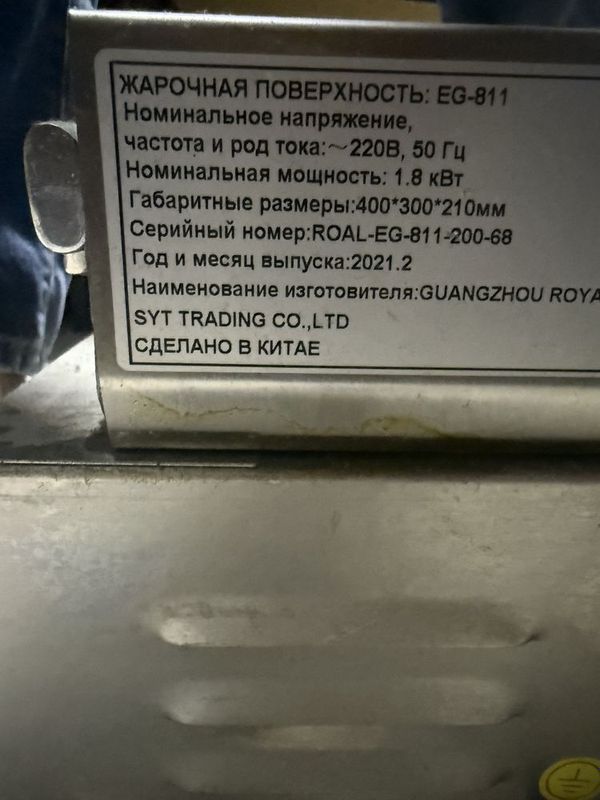 ЖАРОЧНАЯ ПОВЕРХНОСТЬ: EG-811
Номинальное напряжение,
частота и род тока:~220В, 50 Гц
Номинальная мощность: 1.8 кВт
Габаритные размеры:400*300*210мм
Серийный номер:ROAL-EG-811-200-68
Год и месяц выпуска:2021.2
Наименование изготовителя:GUANGZHOU
SYT TRADING CO.,LTD
СДЕЛАНО В КИТАЕ